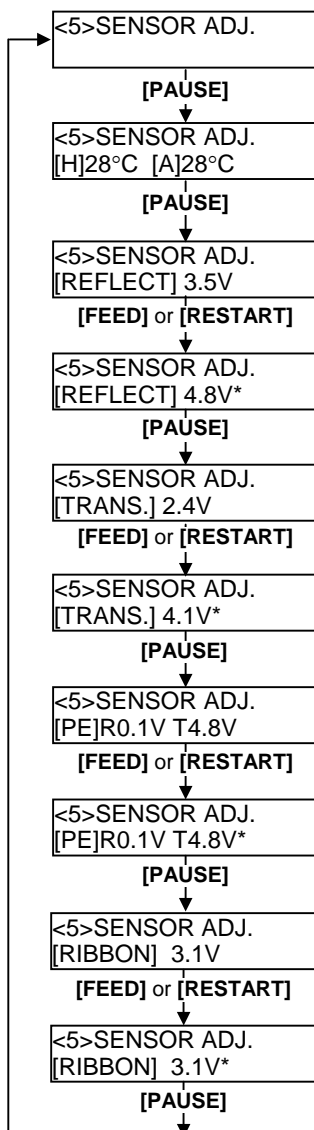 <5>SENSOR ADJ.
[PAUSE]
<5>SENSOR ADJ.
[H]28°C [A]28°C
[PAUSE]
<5>SENSOR ADJ.
[REFLECT] 3.5V
[FEED] or [RESTART]
<5>SENSOR ADJ.
[REFLECT] 4.8V*
[PAUSE]
<5>SENSOR ADJ.
[TRANS.] 2.4V
[FEED] or [RESTART]
<5>SENSOR ADJ.
[TRANS.] 4.1V*
[PAUSE]
<5>SENSOR ADJ.
[PE]R0.1V T4.8V
[FEED] or [RESTART]
<5>SENSOR ADJ.
[PE]R0.1V T4.8V*
[PAUSE]
<5>SENSOR ADJ.
[RIBBON] 3.1V
[FEED] or [RESTART]
<5>SENSOR ADJ.
[RIBBON] 3.1V*
[PAUSE]